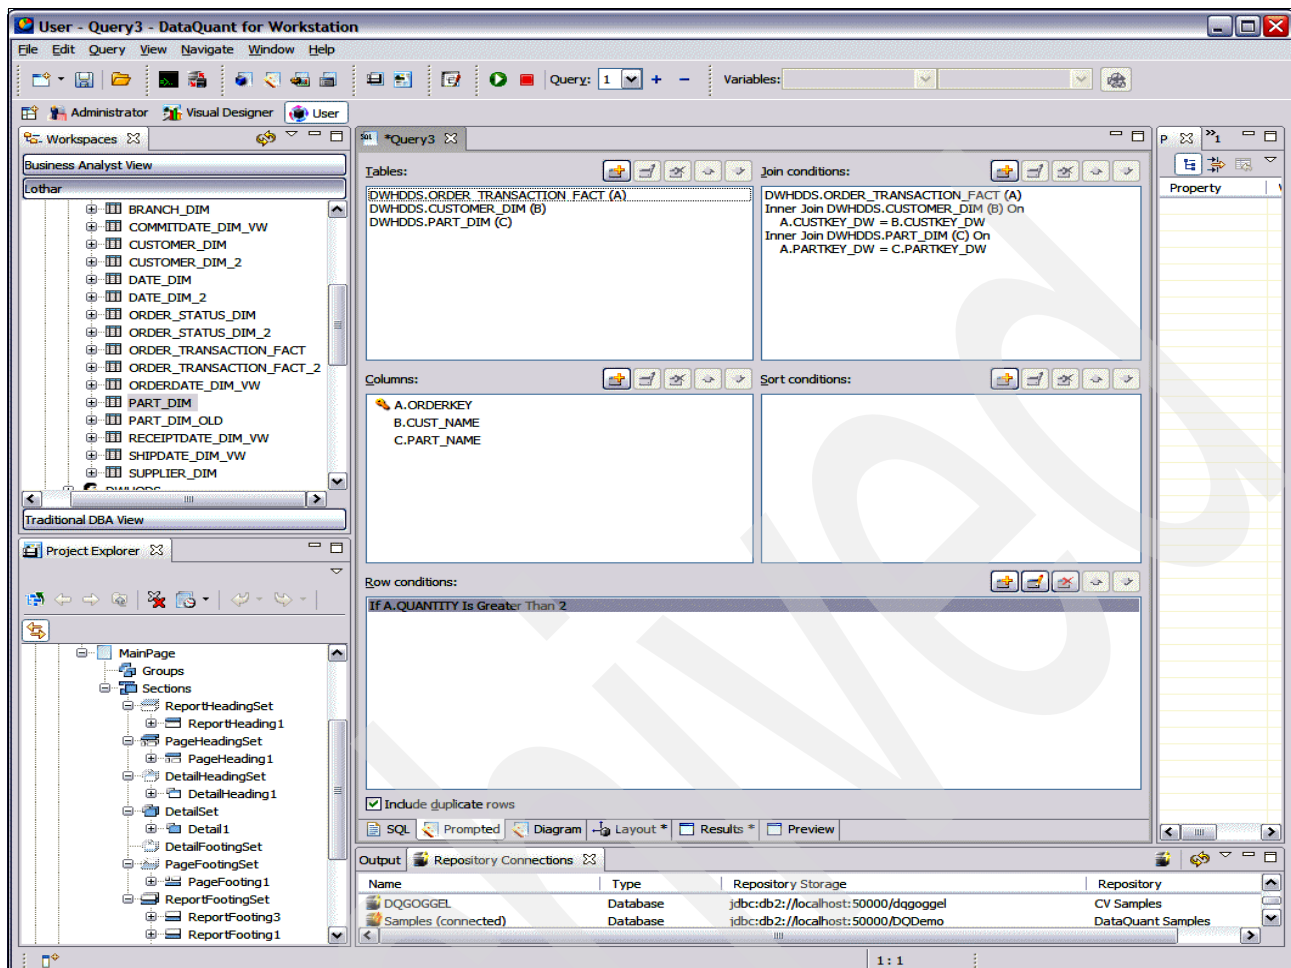 User - Query3 - DataQuant for Workstation
File Edit Query View Navigate Window Help
Query: 1 + - Variables:
Administrator Visual Designer User
Workspaces
Business Analyst View
Lothar
BRANCH_DIM
COMMITDATE_DIM_VW
CUSTOMER_DIM
CUSTOMER_DIM_2
DATE_DIM
DATE_DIM_2
ORDER_STATUS_DIM
ORDER_STATUS_DIM_2
ORDER_TRANSACTION_FACT
ORDER_TRANSACTION_FACT_2
ORDERDATE_DIM_VW
PART_DIM
PART_DIM_OLD
RECEIPTDATE_DIM_VW
SHIPDATE_DIM_VW
SUPPLIER_DIM
Traditional DBA View
Project Explorer
MainPage
Groups
Sections
ReportHeadingSet
ReportHeading1
PageHeadingSet
PageHeading1
DetailHeadingSet
DetailHeading1
DetailSet
Detail1
DetailFootingSet
PageFootingSet
PageFooting1
ReportFootingSet
ReportFooting3
ReportFooting1
SQL *Query3
Tables:
DWHDDS.ORDER_TRANSACTION_FACT (A)
DWHDDS.CUSTOMER_DIM (B)
DWHDDS.PART_DIM (C)
Join conditions:
DWHDDS.ORDER_TRANSACTION_FACT (A)
Inner Join DWHDDS.CUSTOMER_DIM (B) On
A.CUSTKEY_DW = B.CUSTKEY_DW
Inner Join DWHDDS.PART_DIM (C) On
A.PARTKEY_DW = C.PARTKEY_DW
Columns:
A.ORDERKEY
B.CUST_NAME
C.PART_NAME
Sort conditions:
Row conditions:
If A.QUANTITY Is Greater Than 2
Include duplicate rows
SQL Prompted Diagram Layout * Results * Preview
P »1
Property
Output Repository Connections
Name Type Repository Storage Repository
DQGOGGEL Database jdbc:db2://localhost:50000/dqgoggel CV Samples
Samples (connected) Database jdbc:db2://localhost:50000/DQDemo DataQuant Samples
1 : 1